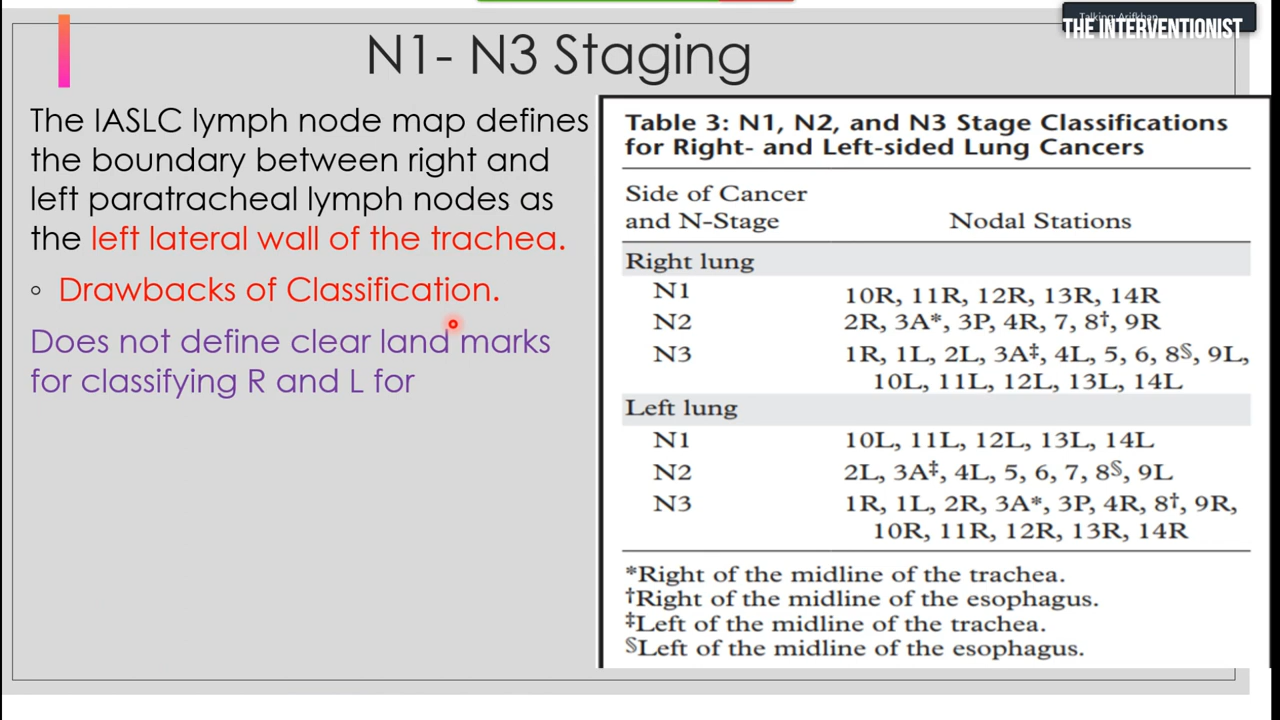 Talking: Arifkhan
THE INTERVENTIONIST
N1- N3 Staging
The IASLC lymph node map defines
the boundary between right and
left paratracheal lymph nodes as
the left lateral wall of the trachea.
◦ Drawbacks of Classification.
Does not define clear land marks
for classifying R and L for
Table 3: N1, N2, and N3 Stage Classifications
for Right- and Left-sided Lung Cancers
Side of Cancer
and N-Stage Nodal Stations
Right lung
N1 10R, 11R, 12R, 13R, 14R
N2 2R, 3A*, 3P, 4R, 7, 8†, 9R
N3 1R, 1L, 2L, 3A‡, 4L, 5, 6, 8§, 9L,
10L, 11L, 12L, 13L, 14L
Left lung
N1 10L, 11L, 12L, 13L, 14L
N2 2L, 3A‡, 4L, 5, 6, 7, 8§, 9L
N3 1R, 1L, 2R, 3A*, 3P, 4R, 8†, 9R,
10R, 11R, 12R, 13R, 14R
*Right of the midline of the trachea.
†Right of the midline of the esophagus.
‡Left of the midline of the trachea.
§Left of the midline of the esophagus.